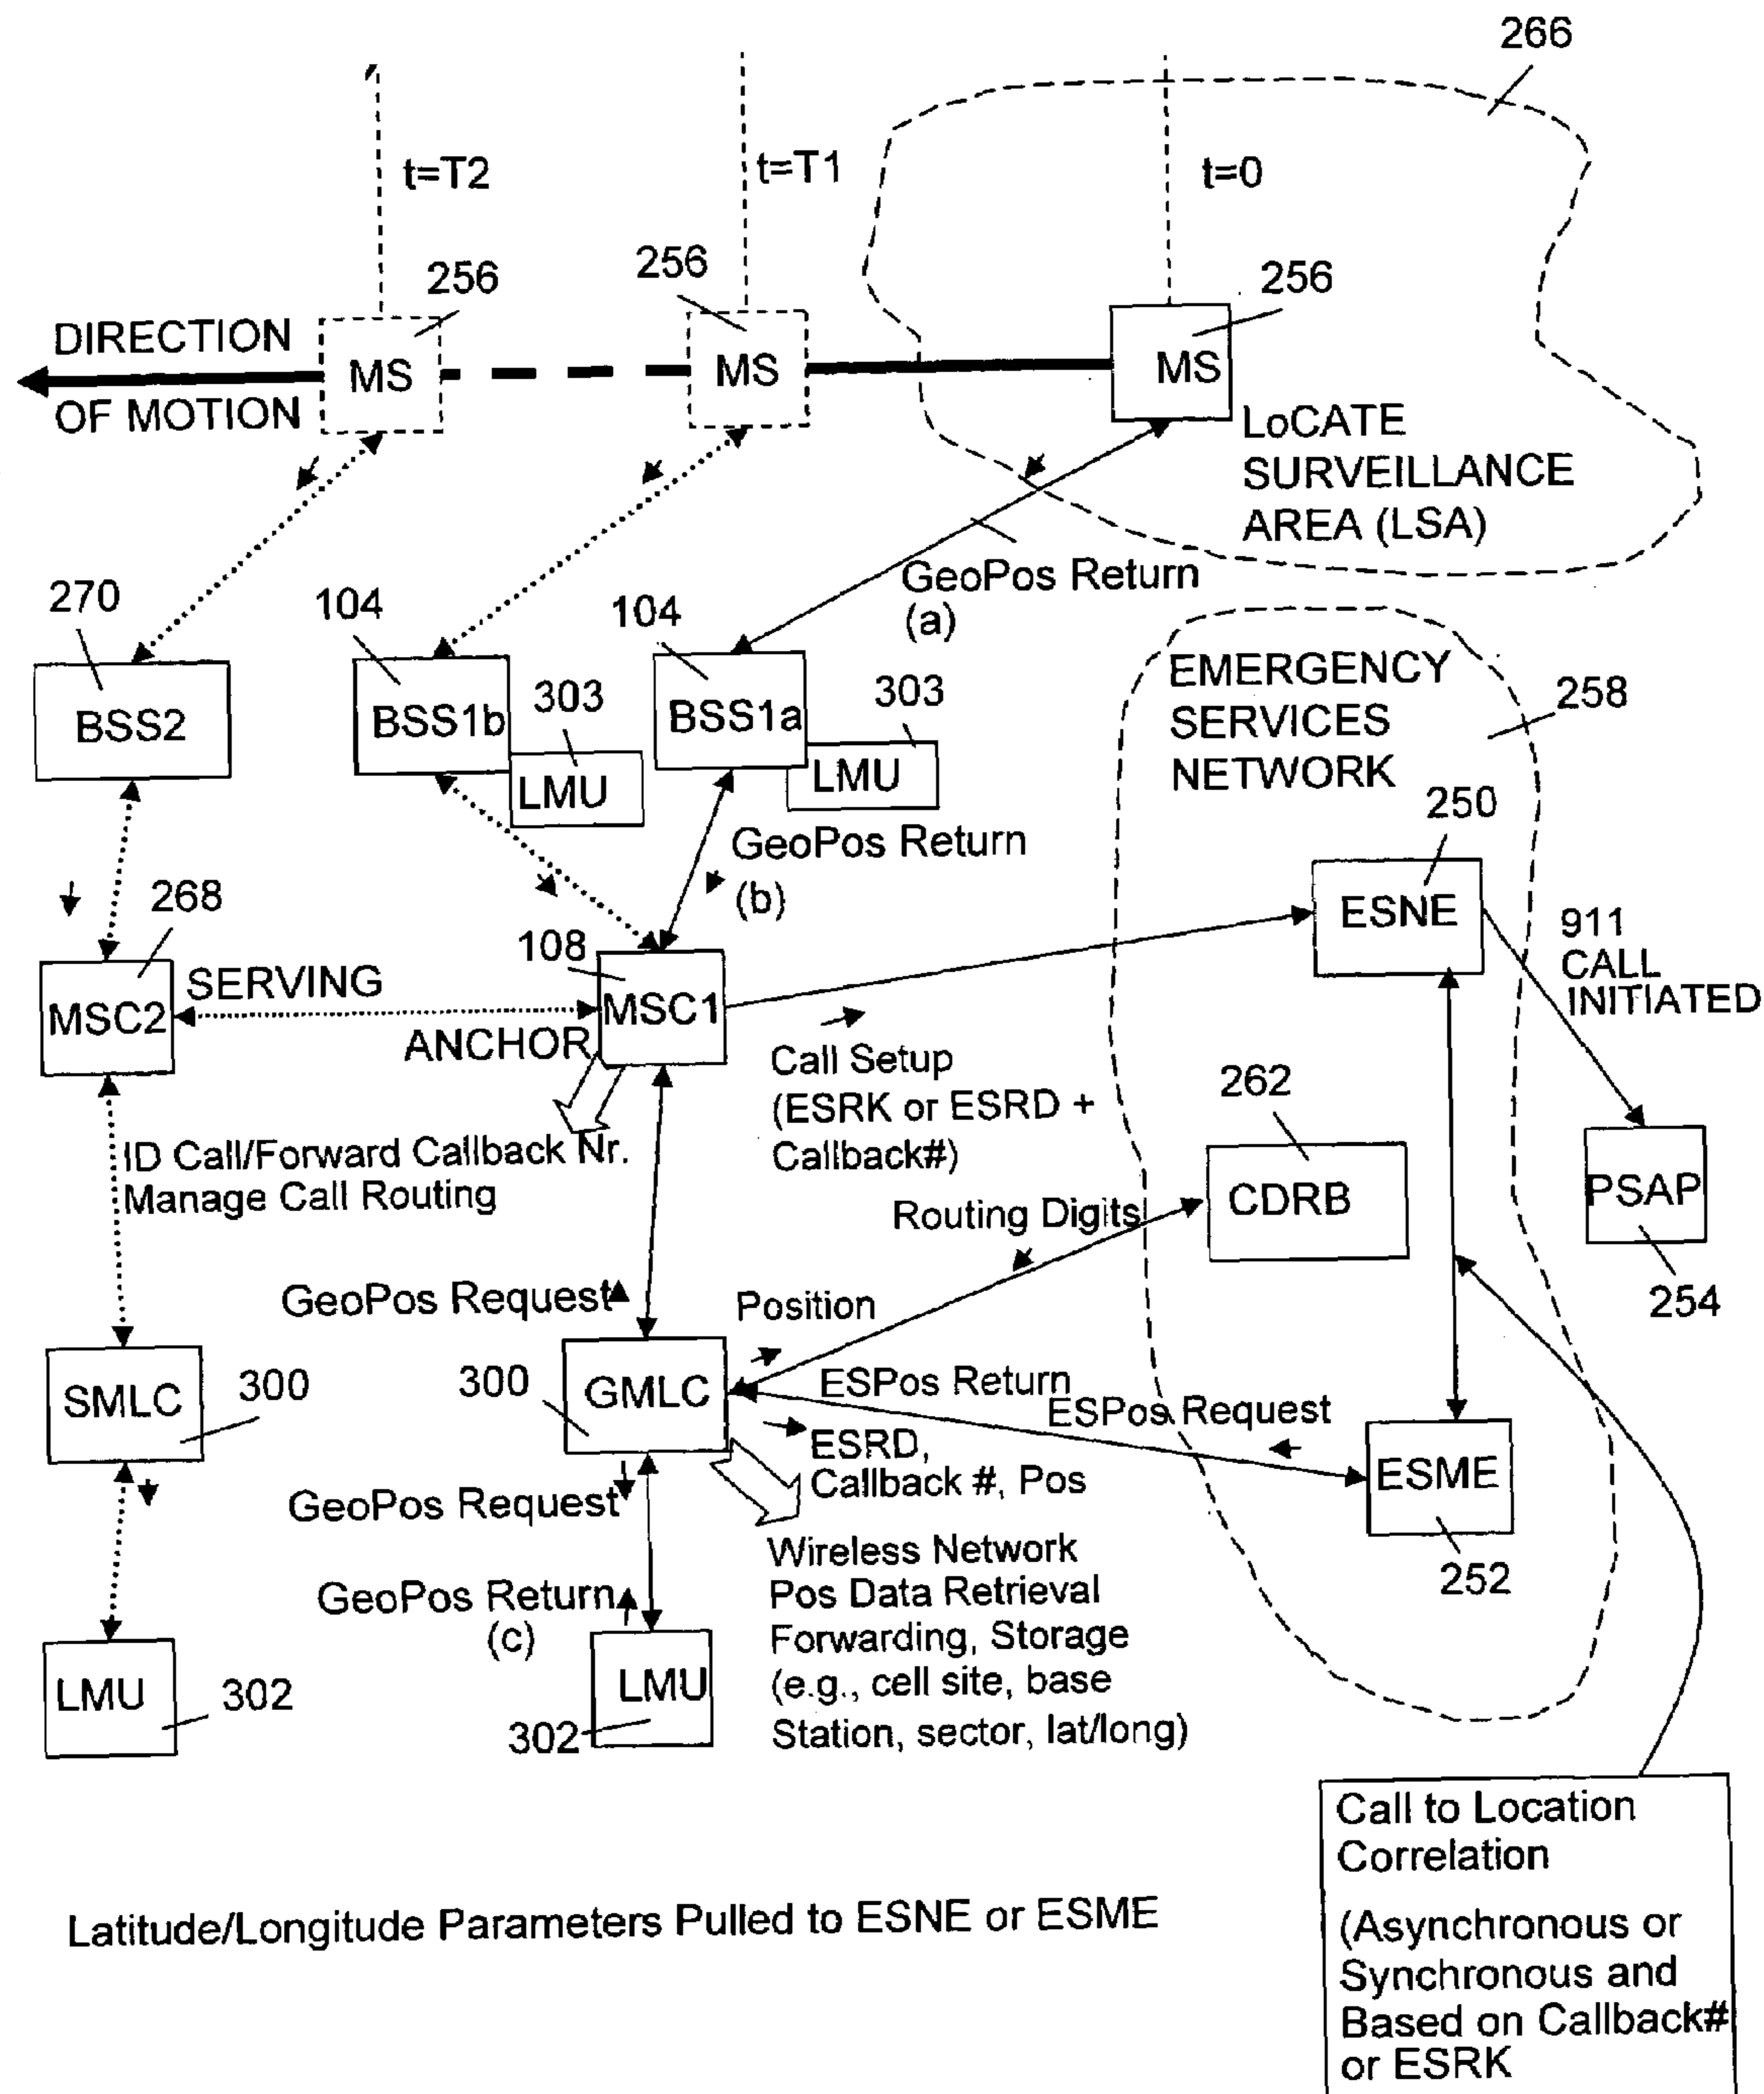 266
t=T2
t=T1
t=0
256
256
256
DIRECTION
OF MOTION
MS
MS
MS
LoCATE
SURVEILLANCE
AREA (LSA)
GeoPos Return
(a)
270
104
104
BSS2
BSS1b
303
LMU
BSS1a
303
LMU
EMERGENCY
SERVICES
NETWORK
258
GeoPos Return
(b)
250
ESNE
911
CALL
INITIATED
268
MSC2
SERVING
108
MSC1
ANCHOR
Call Setup
(ESRK or ESRD +
Callback#)
262
CDRB
PSAP
254
ID Call/Forward Callback Nr.
Manage Call Routing
Routing Digits
GeoPos Request
Position
SMLC
300
300
GMLC
ESPos Return
ESPos Request
ESRD,
Callback #, Pos
ESME
252
GeoPos Request
Wireless Network
Pos Data Retrieval
Forwarding, Storage
(e.g., cell site, base
Station, sector, lat/long)
GeoPos Return
(c)
LMU
302
LMU
302
Call to Location
Correlation
(Asynchronous or
Synchronous and
Based on Callback#
or ESRK
Latitude/Longitude Parameters Pulled to ESNE or ESME